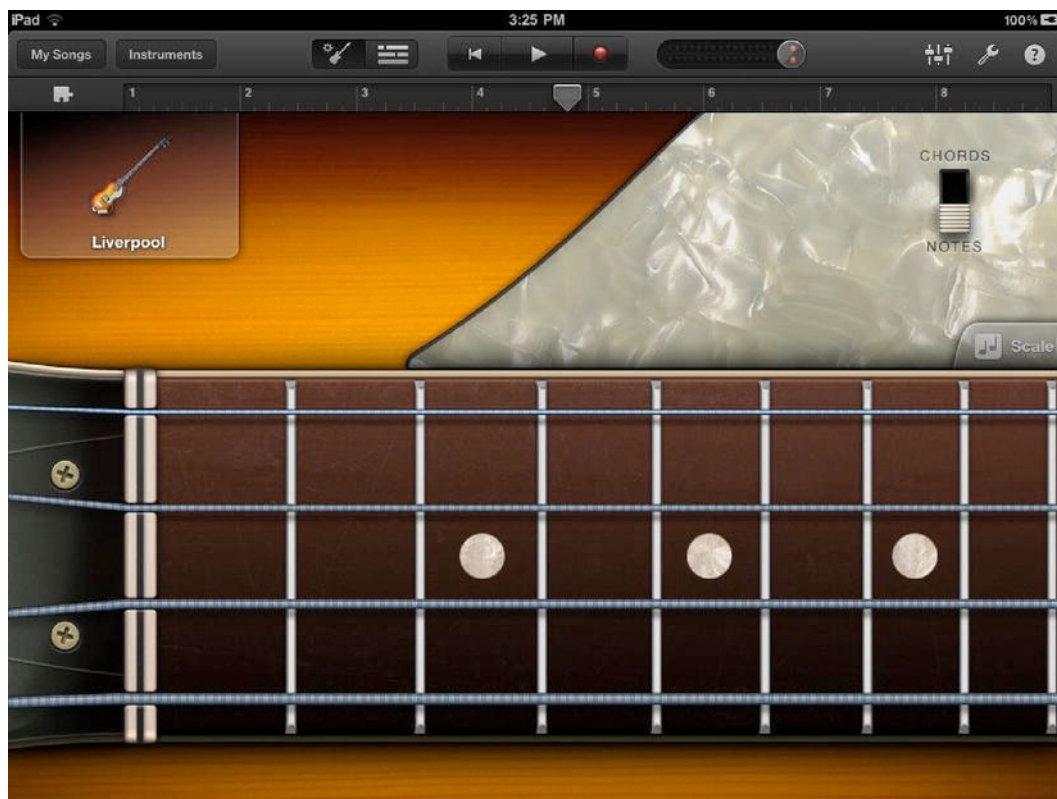 iPad 3:25 PM 100%
My Songs Instruments
1 2 3 4 5 6 7 8
CHORDS
Liverpool
NOTES
Scale